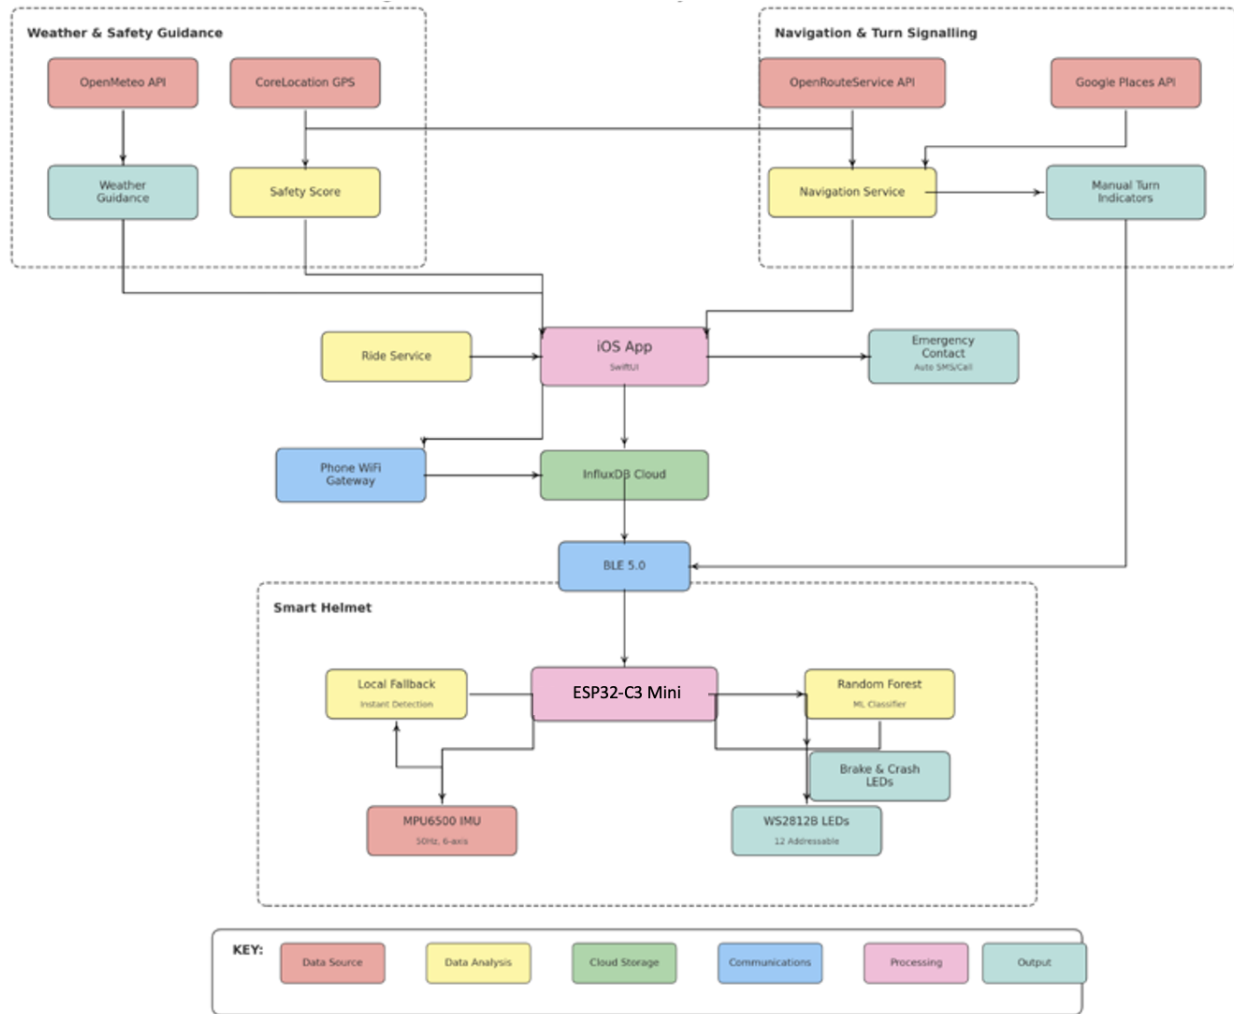 Weather & Safety Guidance
Navigation & Turn Signalling
OpenMeteo API
CoreLocation GPS
OpenRouteService API
Google Places API
Weather
Guidance
Safety Score
Navigation Service
Manual Turn
Indicators
Ride Service
iOS App
SwiftUI
Emergency
Contact
Auto SMS/Call
Phone WiFi
Gateway
InfluxDB Cloud
BLE 5.0
Smart Helmet
Local Fallback
Instant Detection
ESP32-C3 Mini
Random Forest
ML Classifier
Brake & Crash
LEDs
MPU6500 IMU
50Hz, 6-axis
WS2812B LEDs
12 Addressable
KEY:
Data Source
Data Analysis
Cloud Storage
Communications
Processing
Output